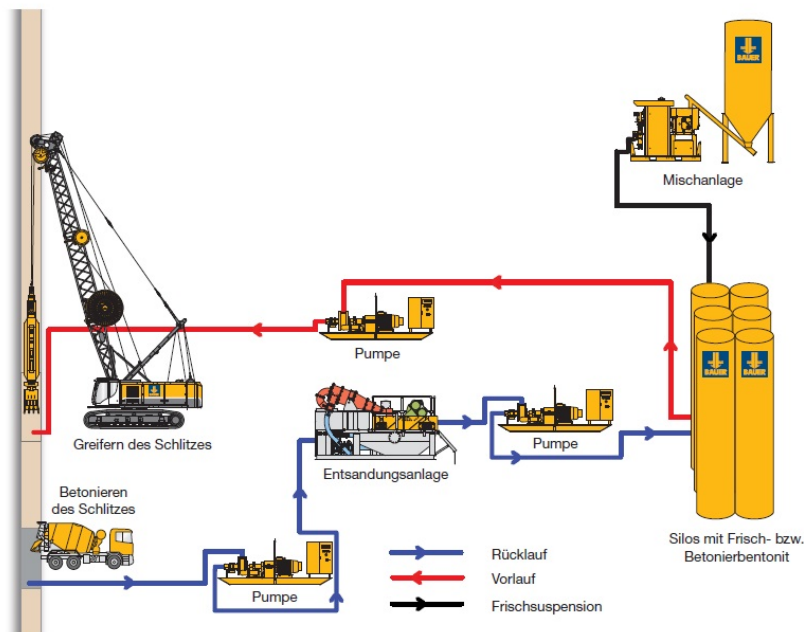 BAUER
Mischanlage
Pumpe
Greifern des Schlitzes
BAUER
BAUER
Pumpe
Entsandungsanlage
Betonieren
des Schlitzes
Silos mit Frisch- bzw.
Betonierbentonit
Pumpe
Rücklauf
Vorlauf
Frischsuspension